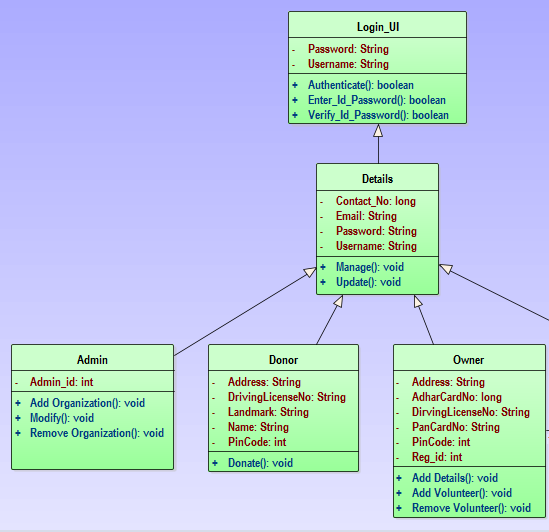 Login_UI
- Password: String
- Username: String
+ Authenticate(): boolean
+ Enter_Id_Password(): boolean
+ Verify_Id_Password(): boolean
Details
- Contact_No: long
- Email: String
- Password: String
- Username: String
+ Manage(): void
+ Update(): void
Admin
- Admin_id: int
+ Add Organization(): void
+ Modify(): void
+ Remove Organization(): void
Donor
- Address: String
- DrivingLicenseNo: String
- Landmark: String
- Name: String
- PinCode: int
+ Donate(): void
Owner
- Address: String
- AdharCardNo: long
- DirvingLicenseNo: String
- PanCardNo: String
- PinCode: int
- Reg_id: int
+ Add Details(): void
+ Add Volunteer(): void
+ Remove Volunteer(): void